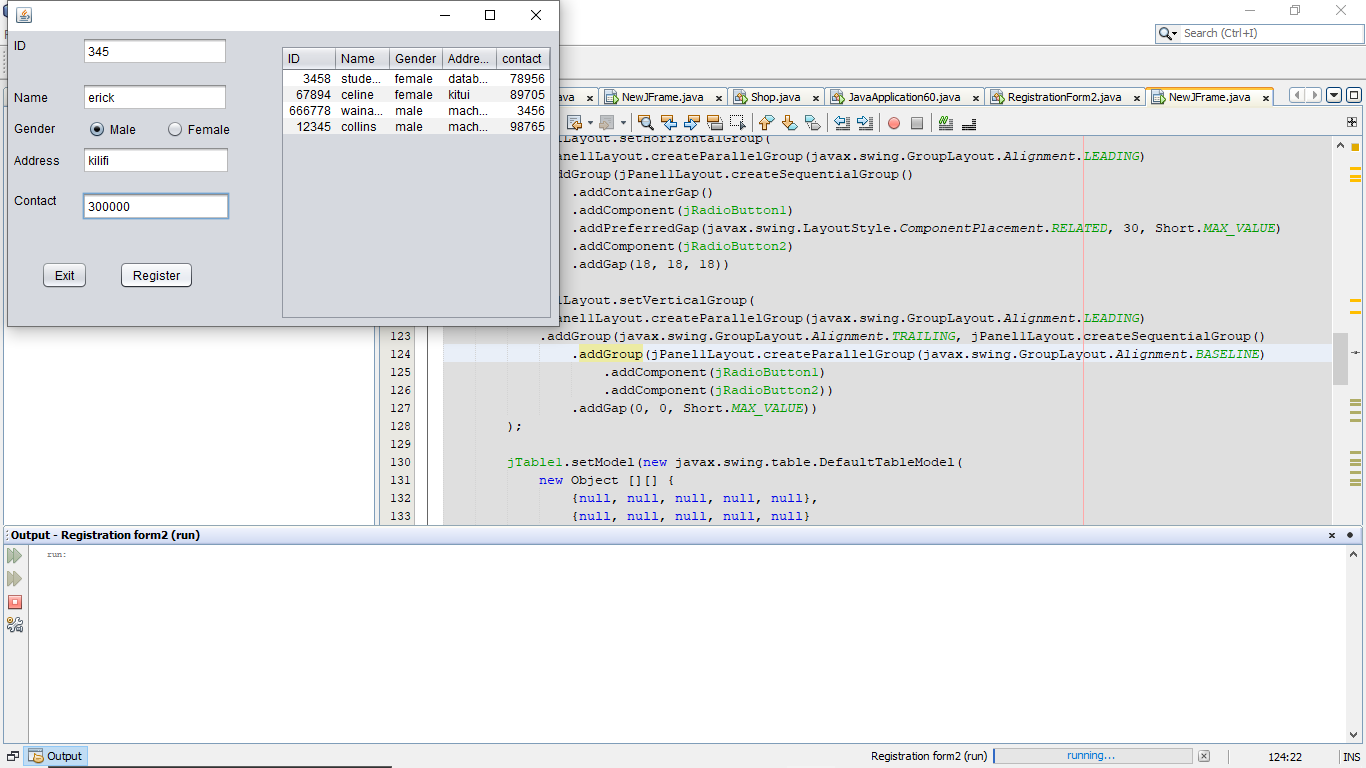 ID 345
Name erick
Gender Male Female
Address kilifi
Contact 300000
Exit Register
ID Name Gender Addre... contact
3458 stude... female datab... 78956
67894 celine female kitui 89705
666778 waina... male mach... 3456
12345 collins male mach... 98765
Search (Ctrl+I)
ava NewJFrame.java Shop.java JavaApplication60.java RegistrationForm2.java NewJFrame.java
lLayout.setHorizontalGroup(
anel1Layout.createParallelGroup(javax.swing.GroupLayout.Alignment.LEADING)
ddGroup(jPanel1Layout.createSequentialGroup()
.addContainerGap()
.addComponent(jRadioButton1)
.addPreferredGap(javax.swing.LayoutStyle.ComponentPlacement.RELATED, 30, Short.MAX_VALUE)
.addComponent(jRadioButton2)
.addGap(18, 18, 18))
lLayout.setVerticalGroup(
anel1Layout.createParallelGroup(javax.swing.GroupLayout.Alignment.LEADING)
123 .addGroup(javax.swing.GroupLayout.Alignment.TRAILING, jPanel1Layout.createSequentialGroup()
124 .addGroup(jPanel1Layout.createParallelGroup(javax.swing.GroupLayout.Alignment.BASELINE)
125 .addComponent(jRadioButton1)
126 .addComponent(jRadioButton2))
127 .addGap(0, 0, Short.MAX_VALUE))
128 );
129
130 jTable1.setModel(new javax.swing.table.DefaultTableModel(
131 new Object [][] {
132 {null, null, null, null, null},
133 {null, null, null, null, null}
Output - Registration form2 (run)
run:
Output
Registration form2 (run) running... 124:22 INS